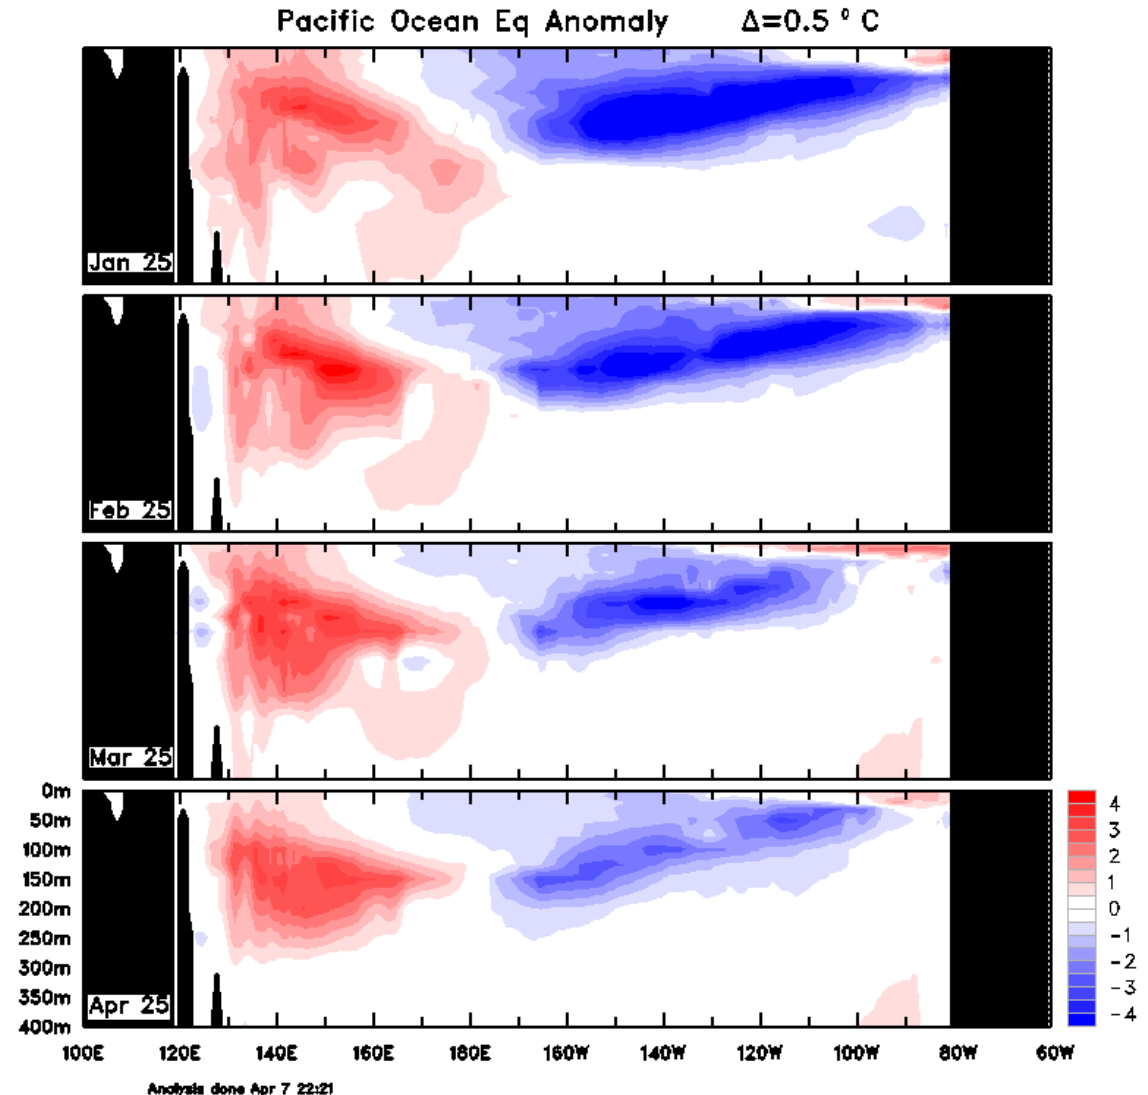 Pacific Ocean Eq Anomaly Δ=0.5 ° C
Jan 25
Feb 25
Mar 25
Apr 25
0m
50m
100m
150m
200m
250m
300m
350m
400m
100E 120E 140E 160E 180E 160W 140W 120W 100W 80W 60W
4
3
2
1
0
-1
-2
-3
-4
Analysis done Apr 7 22:21